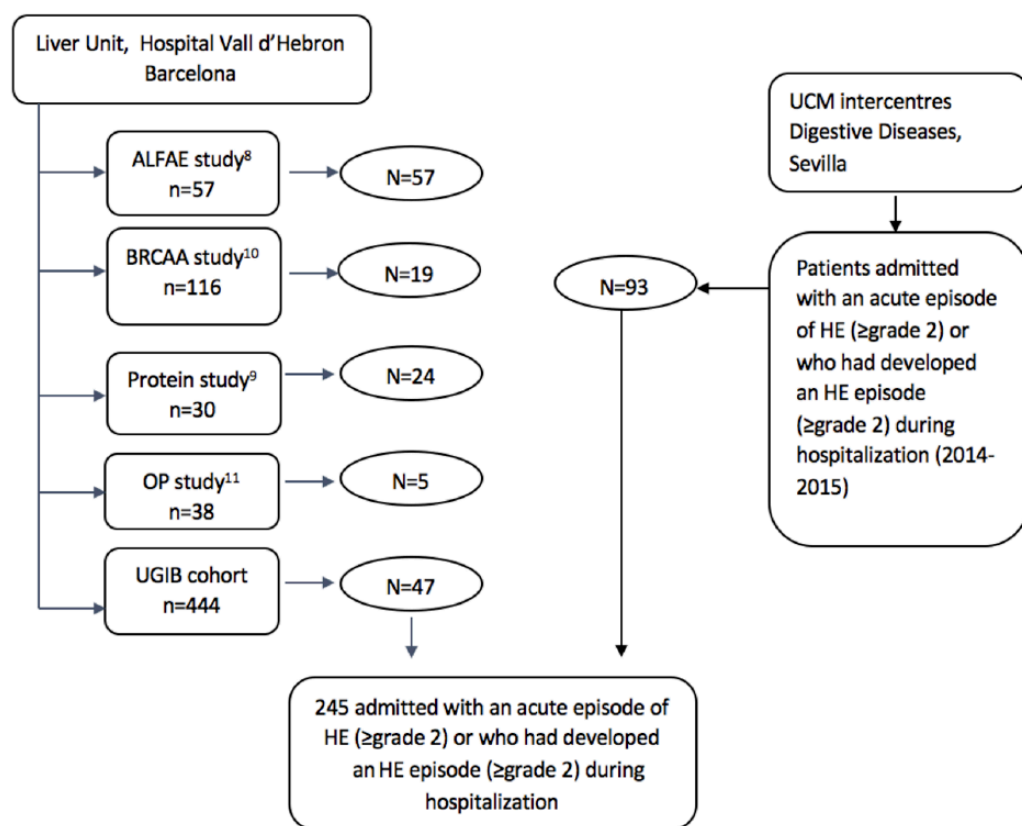 Liver Unit, Hospital Vall d’Hebron
Barcelona
ALFAE study⁸
n=57
N=57
BRCAA study¹⁰
n=116
N=19
Protein study⁹
n=30
N=24
OP study¹¹
n=38
N=5
UGIB cohort
n=444
N=47
UCM intercentres
Digestive Diseases,
Sevilla
Patients admitted
with an acute episode
of HE (≥grade 2) or
who had developed
an HE episode
(≥grade 2) during
hospitalization (2014-
2015)
N=93
245 admitted with an acute episode of
HE (≥grade 2) or who had developed
an HE episode (≥grade 2) during
hospitalization